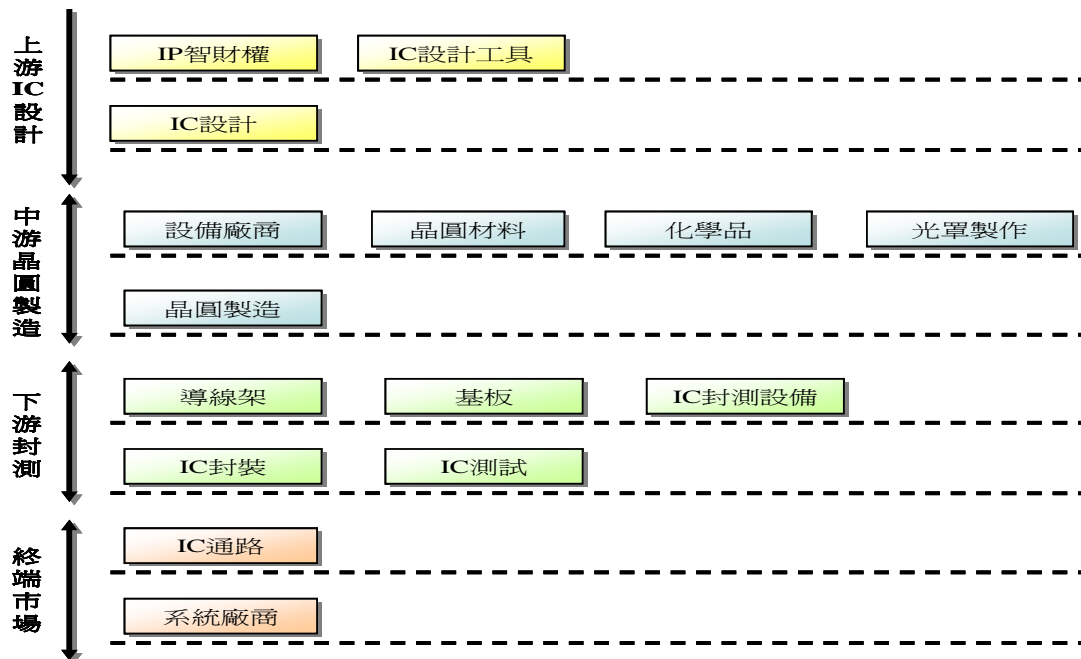 上游IC設計
IP智財權 IC設計工具
IC設計
中游晶圓製造
設備廠商 晶圓材料 化學品 光罩製作
晶圓製造
下游封測
導線架 基板 IC封測設備
IC封裝 IC測試
終端市場
IC通路
系統廠商